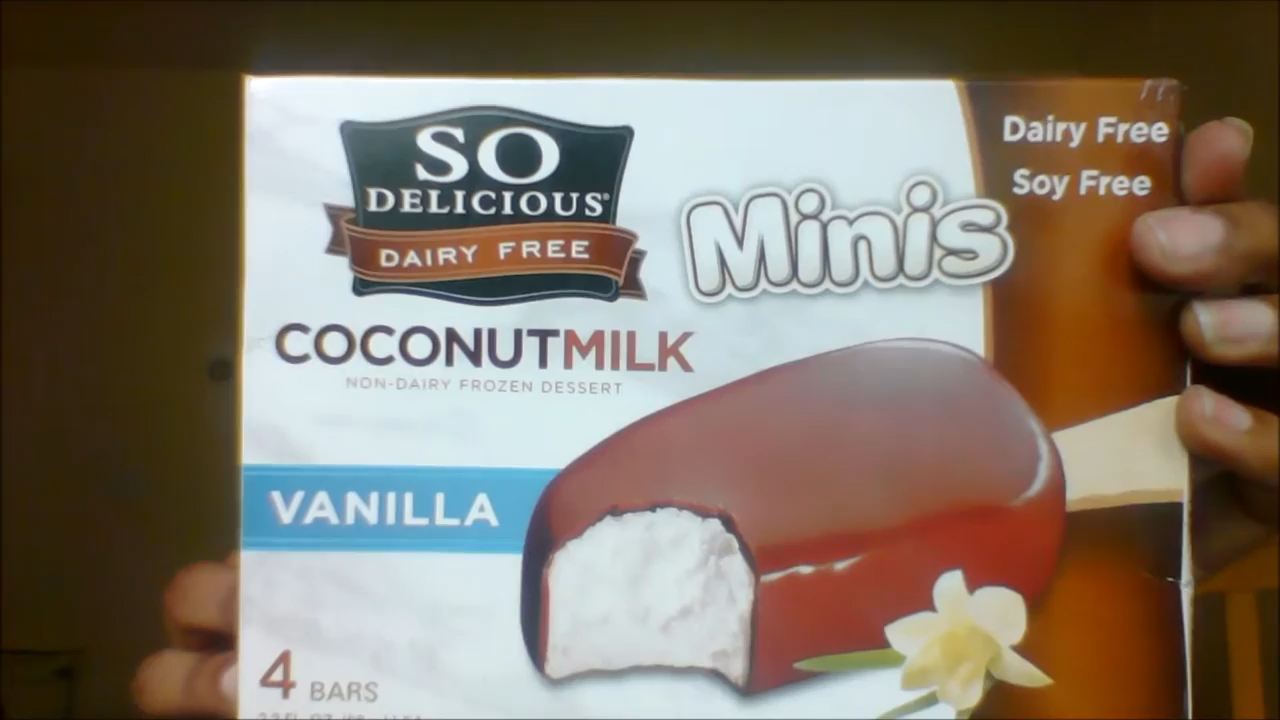 SO
DELICIOUS®
DAIRY FREE
Minis
Dairy Free
Soy Free
COCONUTMILK
NON-DAIRY FROZEN DESSERT
VANILLA
4 BARS